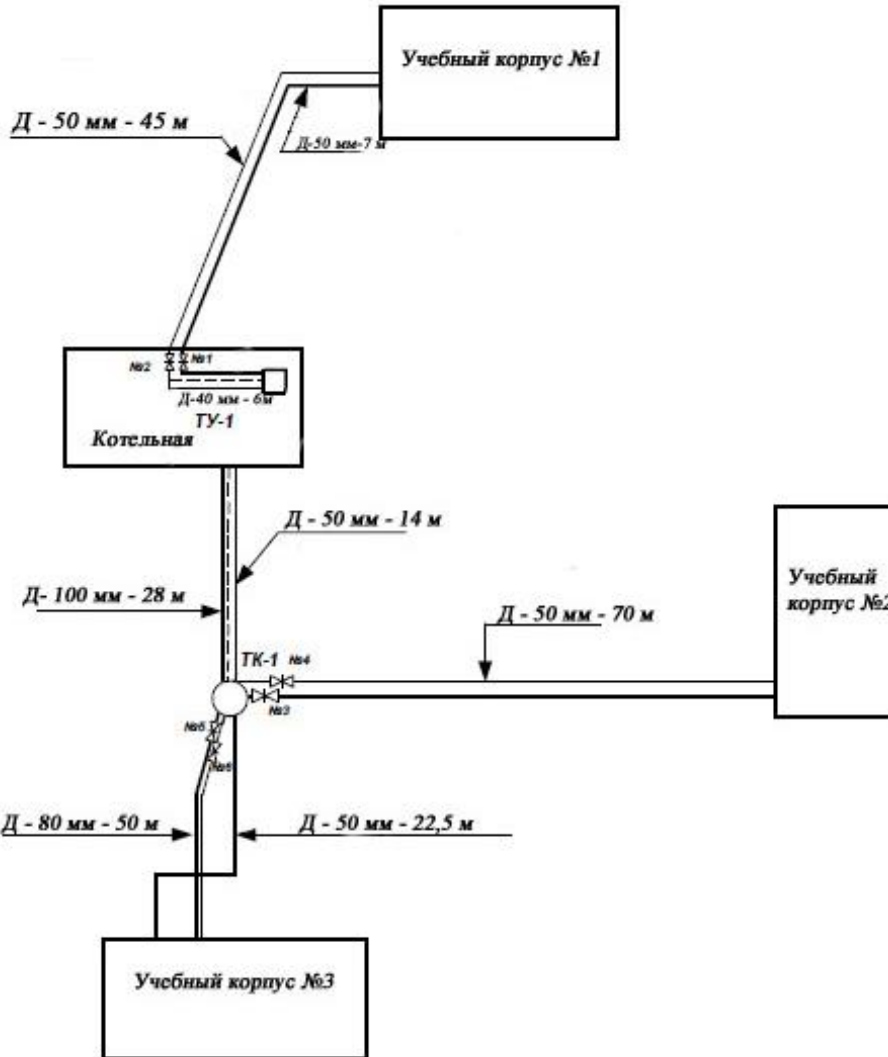 Учебный корпус №1
Д - 50 мм - 45 м
Д-50 мм-7 м
№2
№1
Д-40 мм - 6м
ТУ-1
Котельная
Д - 50 мм - 14 м
Д- 100 мм - 28 м
Учебный
корпус №2
Д - 50 мм - 70 м
ТК-1
№4
№3
№5
№6
Д - 80 мм - 50 м
Д - 50 мм - 22,5 м
Учебный корпус №3